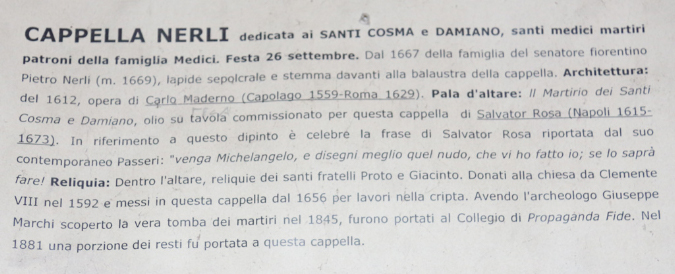 CAPPELLA NERLI dedicata ai SANTI COSMA e DAMIANO, santi medici martiri
patroni della famiglia Medici. Festa 26 settembre. Dal 1667 della famiglia del senatore fiorentino
Pietro Nerli (m. 1669), lapide sepolcrale e stemma davanti alla balaustra della cappella. Architettura:
del 1612, opera di Carlo Maderno (Capolago 1559-Roma 1629). Pala d'altare: Il Martirio dei Santi
Cosma e Damiano, olio su tavola commissionato per questa cappella di Salvator Rosa (Napoli 1615-
1673). In riferimento a questo dipinto è celebre la frase di Salvator Rosa riportata dal suo
contemporaneo Passeri: "venga Michelangelo, e disegni meglio quel nudo, che vi ho fatto io; se lo saprà
fare! Reliquia: Dentro l'altare, reliquie dei santi fratelli Proto e Giacinto. Donati alla chiesa da Clemente
VIII nel 1592 e messi in questa cappella dal 1656 per lavori nella cripta. Avendo l'archeologo Giuseppe
Marchi scoperto la vera tomba dei martiri nel 1845, furono portati al Collegio di Propaganda Fide. Nel
1881 una porzione dei resti fu portata a questa cappella.